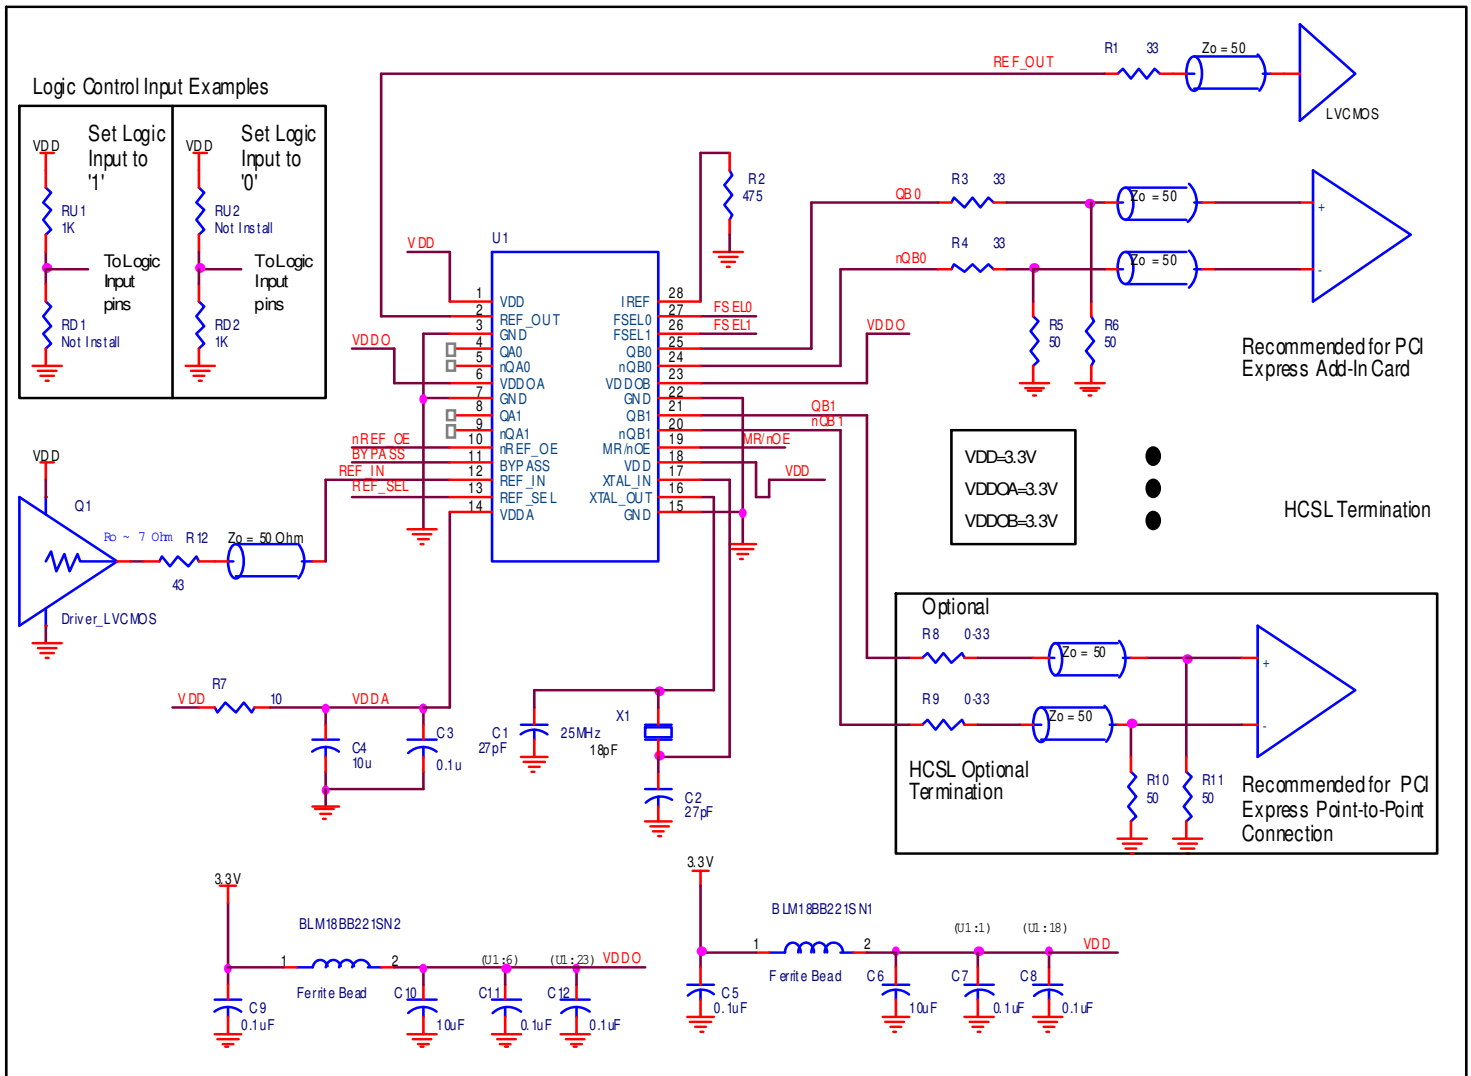 Logic Control Input Examples
Set Logic
Input to
'1'
VDD
RU1
1K
To Logic
Input
pins
RD1
Not Install
Set Logic
Input to
'0'
VDD
RU2
Not Install
To Logic
Input
pins
RD2
1K
REF_OUT
R1 33
Zo = 50
LVCMOS
R2
475
QB0
R3 33
Zo = 50
+
nQB0
R4 33
Zo = 50
-
R5
50
R6
50
Recommended for PCI
Express Add-In Card
VDD
VDDO
U1
1 VDD
2 REF_OUT
3 GND
4 QA0
5 nQA0
6 VDDOA
7 GND
8 QA1
9 nQA1
10 nREF_OE
11 BYPASS
12 REF_IN
13 REF_SEL
14 VDDA
IREF 28
FSEL0 27
FSEL1 26
QB0 25
nQB0 24
VDDOB 23
GND 22
QB1 21
nQB1 20
MR/nOE 19
VDD 18
XTAL_IN 17
XTAL_OUT 16
GND 15
FSEL0
FSEL1
VDDO
QB1
nQB1
MR/nOE
VDD
nREF_OE
BYPASS
REF_IN
REF_SEL
VDD=3.3V
VDDOA=3.3V
VDDOB=3.3V
HCSL Termination
VDD
Q1
Ro ~ 7 Ohm
R12
43
Zo = 50 Ohm
Driver_LVCMOS
VDD
R7
10
VDDA
C4
10u
C3
0.1u
C1
27pF
25MHz
X1
18pF
C2
27pF
Optional
R8 0-33
Zo = 50
+
R9 0-33
Zo = 50
-
HCSL Optional
Termination
R10
50
R11
50
Recommended for PCI
Express Point-to-Point
Connection
3.3V
BLM18BB221SN2
1 2
Ferrite Bead
(U1:6)
(U1:23)
VDDO
C9
0.1uF
C10
10uF
C11
0.1uF
C12
0.1uF
3.3V
BLM18BB221SN1
1 2
Ferrite Bead
(U1:1)
(U1:18)
VDD
C5
0.1uF
C6
10uF
C7
0.1uF
C8
0.1uF